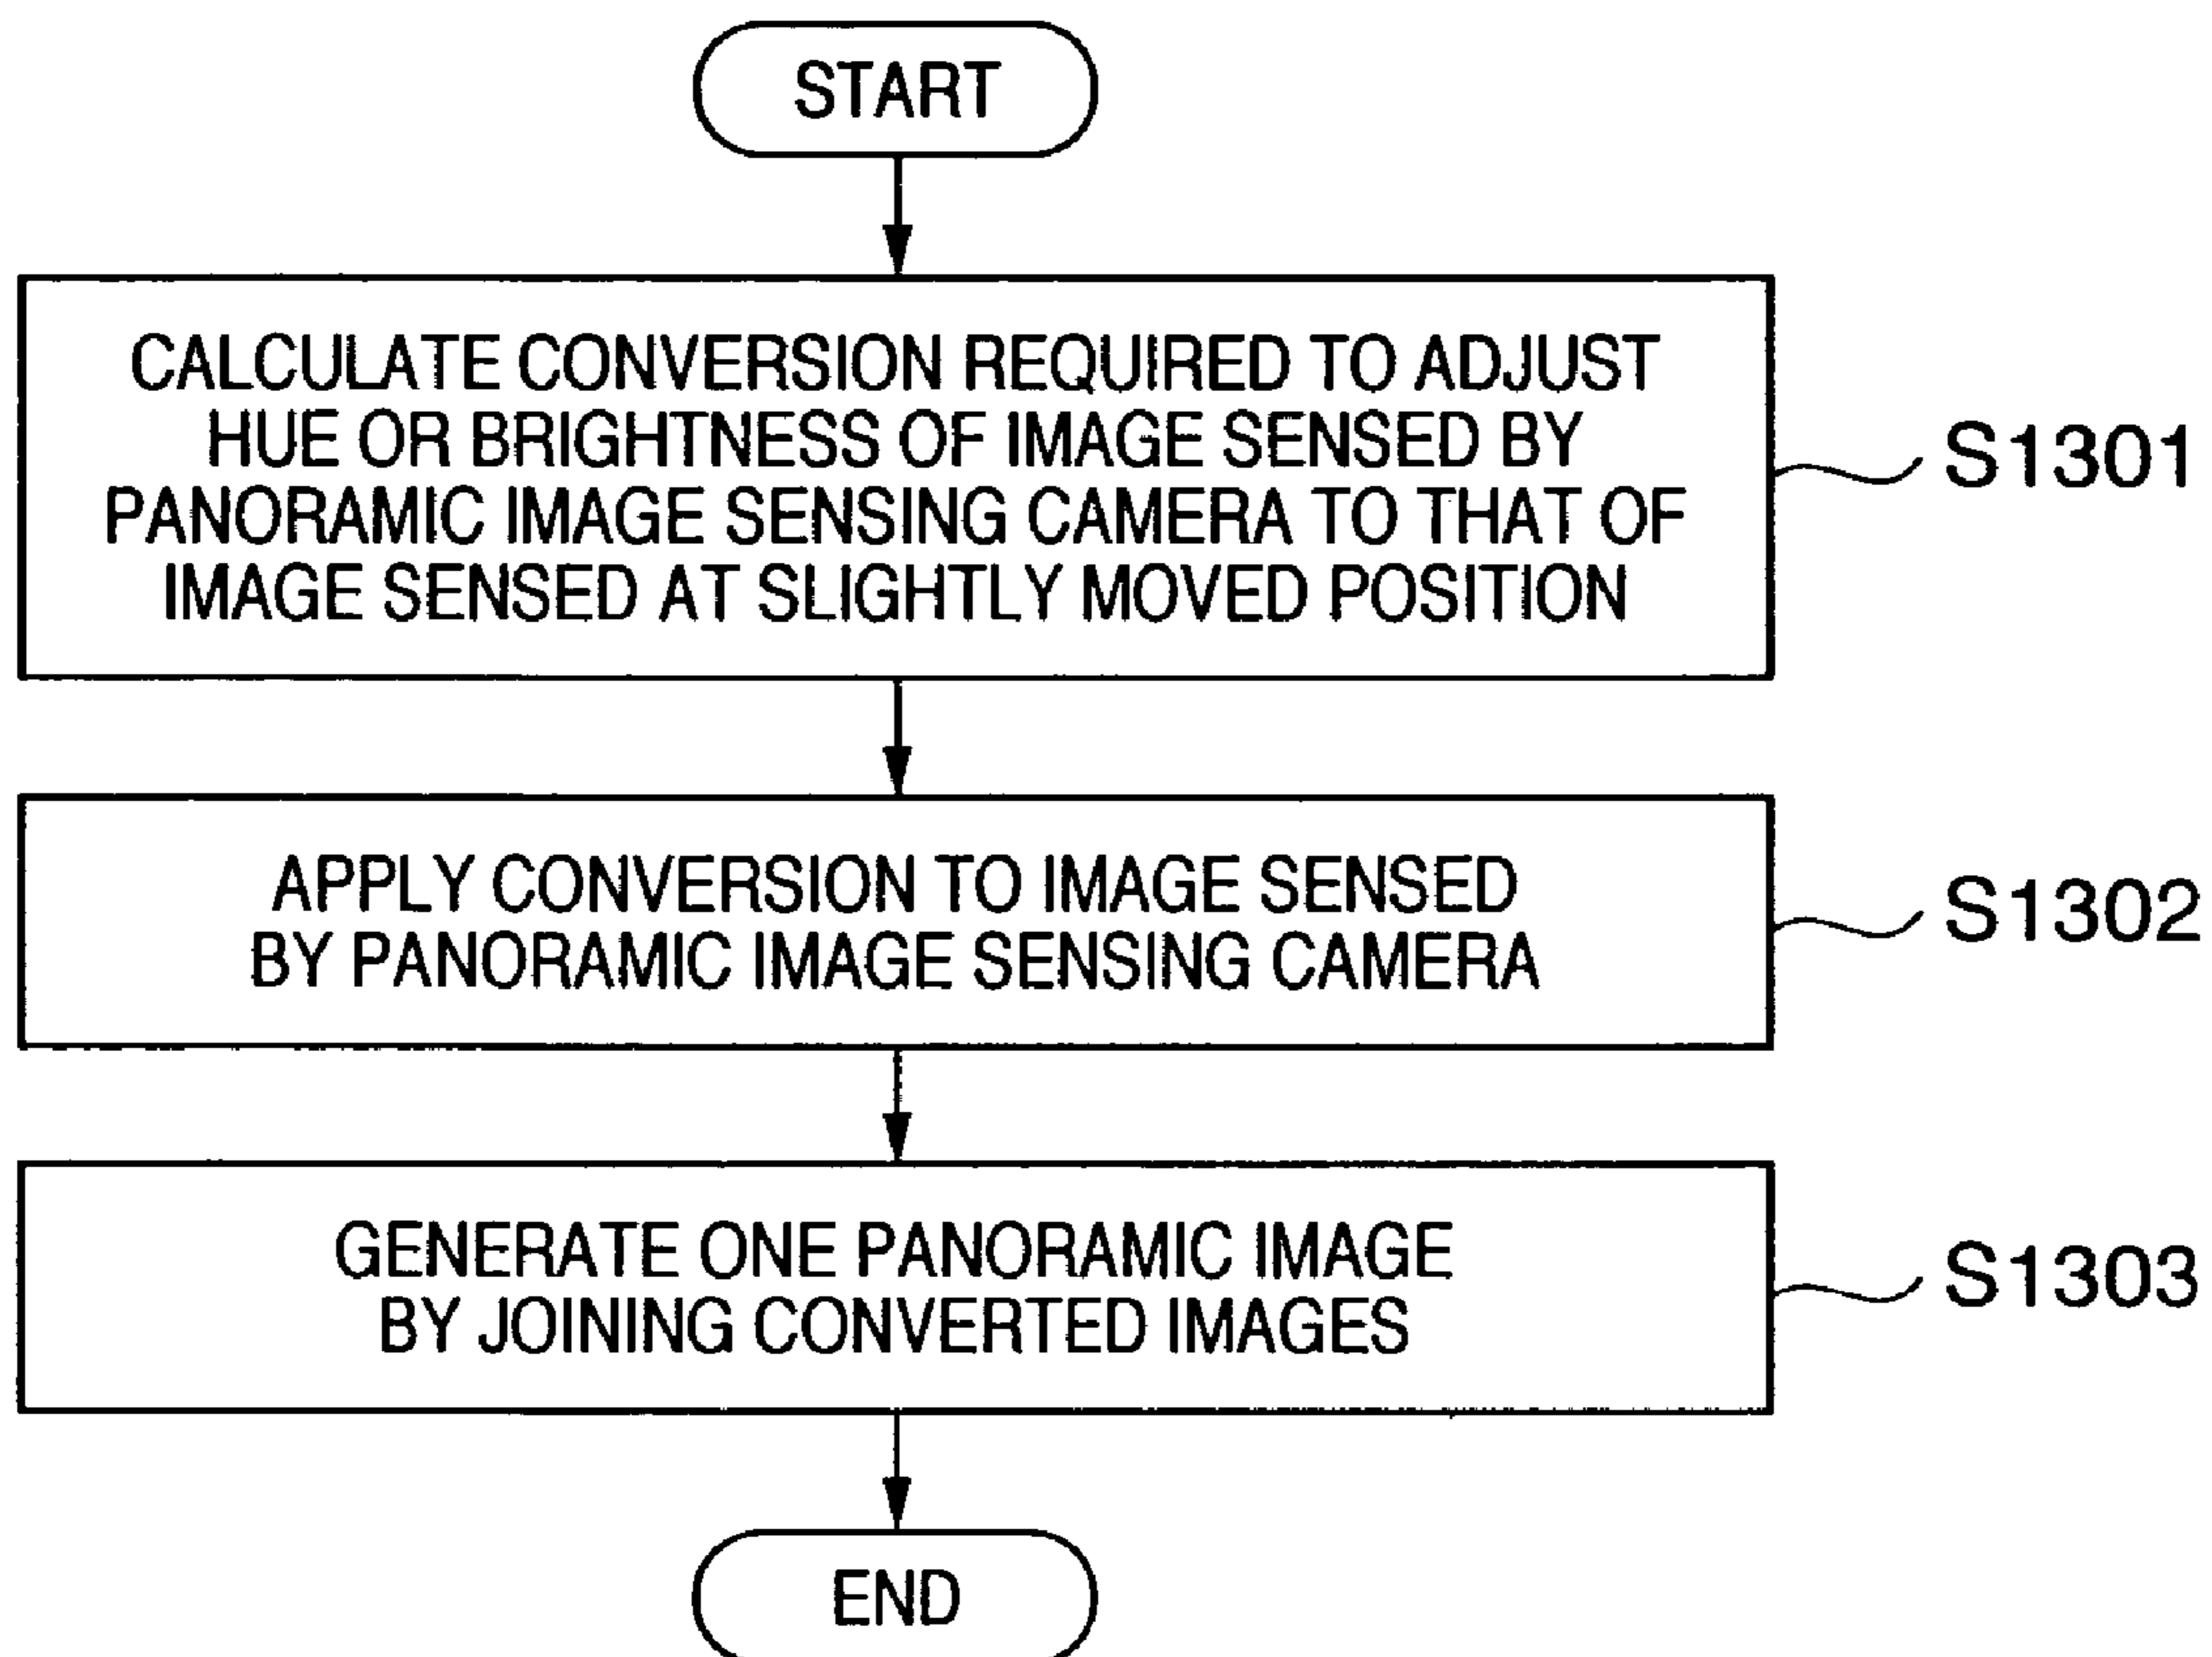 START
CALCULATE CONVERSION REQUIRED TO ADJUST
HUE OR BRIGHTNESS OF IMAGE SENSED BY
PANORAMIC IMAGE SENSING CAMERA TO THAT OF
IMAGE SENSED AT SLIGHTLY MOVED POSITION
S1301
APPLY CONVERSION TO IMAGE SENSED
BY PANORAMIC IMAGE SENSING CAMERA
S1302
GENERATE ONE PANORAMIC IMAGE
BY JOINING CONVERTED IMAGES
S1303
END